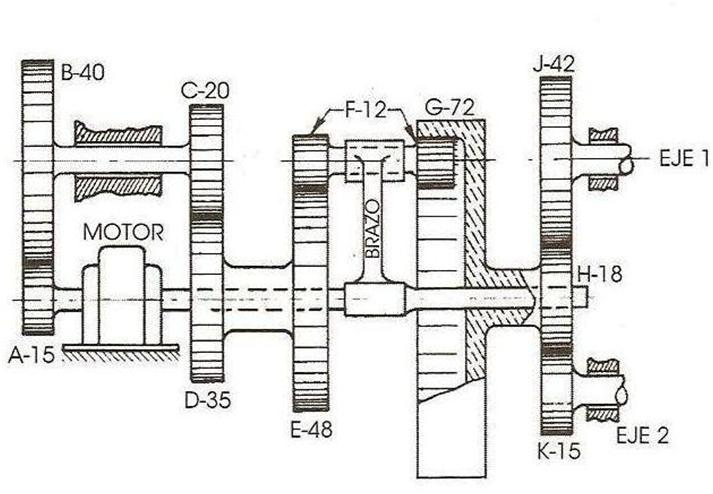 B-40
C-20
F-12
G-72
J-42
EJE 1
MOTOR
BRAZO
H-18
A-15
D-35
E-48
K-15
EJE 2